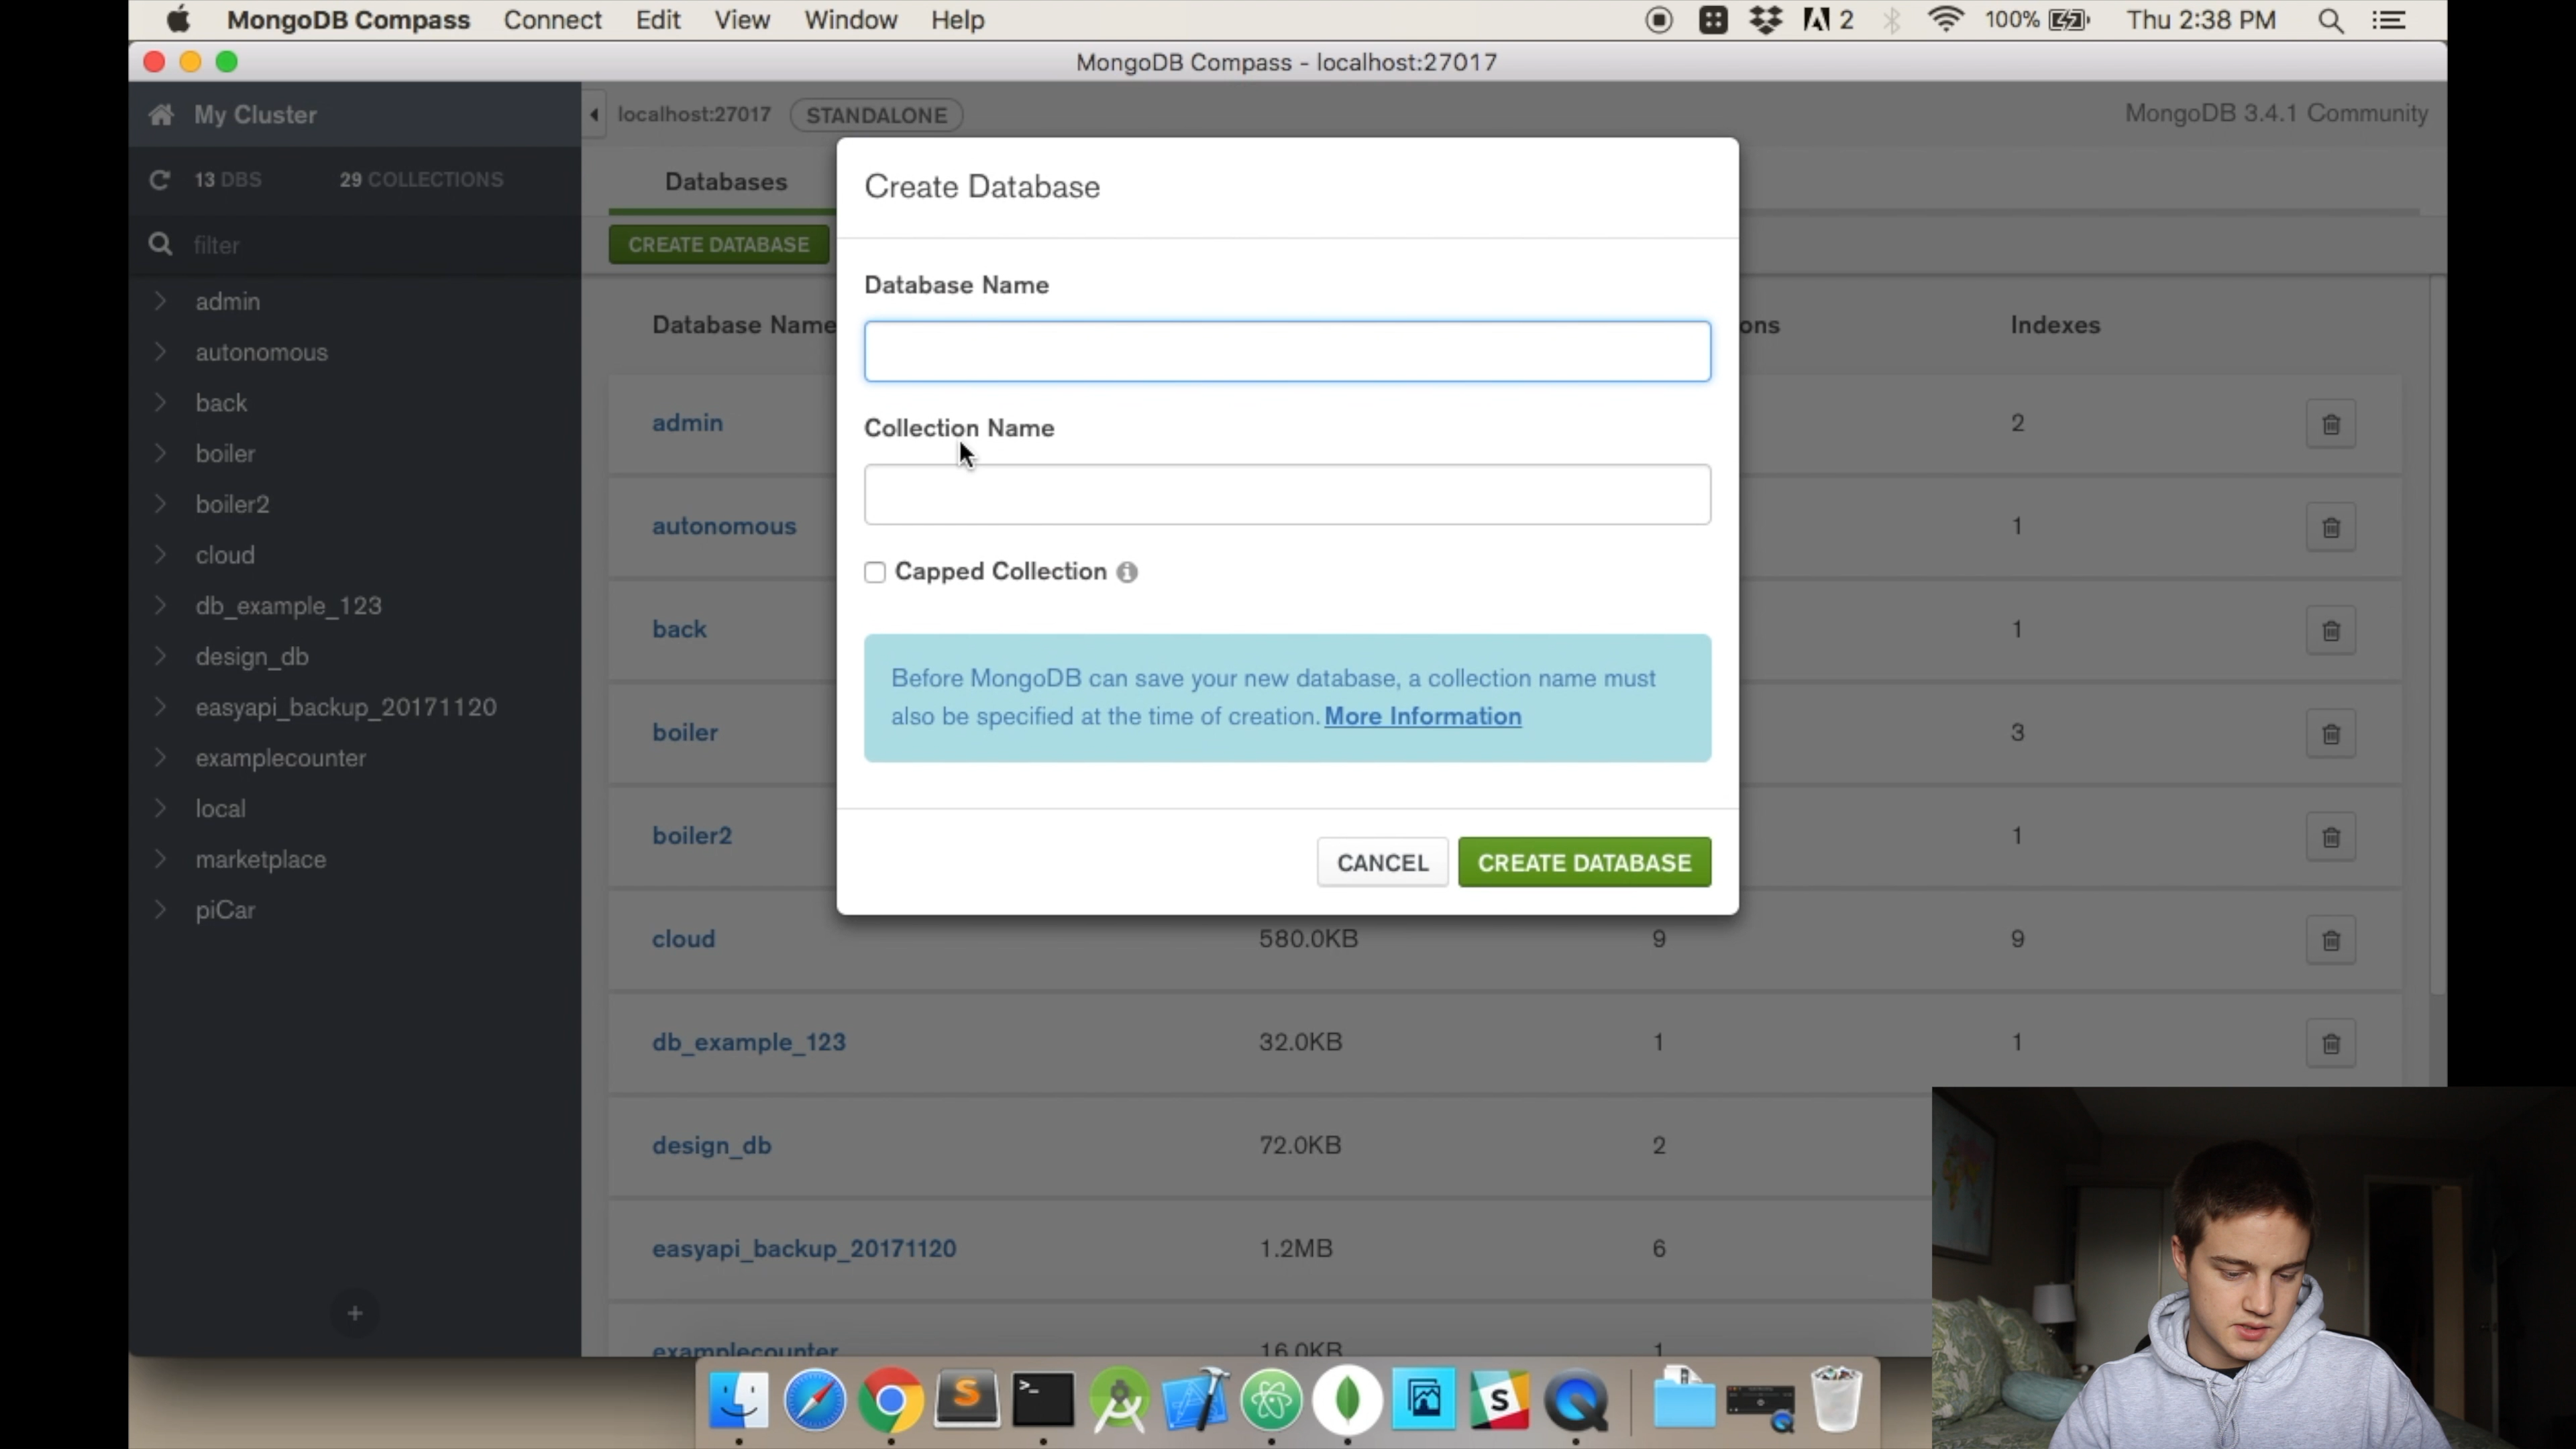 MongoDB Compass Connect Edit View Window Help
2 100% Thu 2:38 PM
MongoDB Compass - localhost:27017
My Cluster
localhost:27017 STANDALONE
MongoDB 3.4.1 Community
13 DBS 29 COLLECTIONS
filter
admin
autonomous
back
boiler
boiler2
cloud
db_example_123
design_db
easyapi_backup_20171120
examplecounter
local
marketplace
piCar
+
Databases
CREATE DATABASE
Database Name ons Indexes
admin 2
autonomous 1
back 1
boiler 3
boiler2 1
cloud 580.0KB 9 9
db_example_123 32.0KB 1 1
design_db 72.0KB 2
easyapi_backup_20171120 1.2MB 6
examplecounter 16.0KB 1
Create Database
Database Name
Collection Name
Capped Collection
Before MongoDB can save your new database, a collection name must
also be specified at the time of creation. More Information
CANCEL CREATE DATABASE